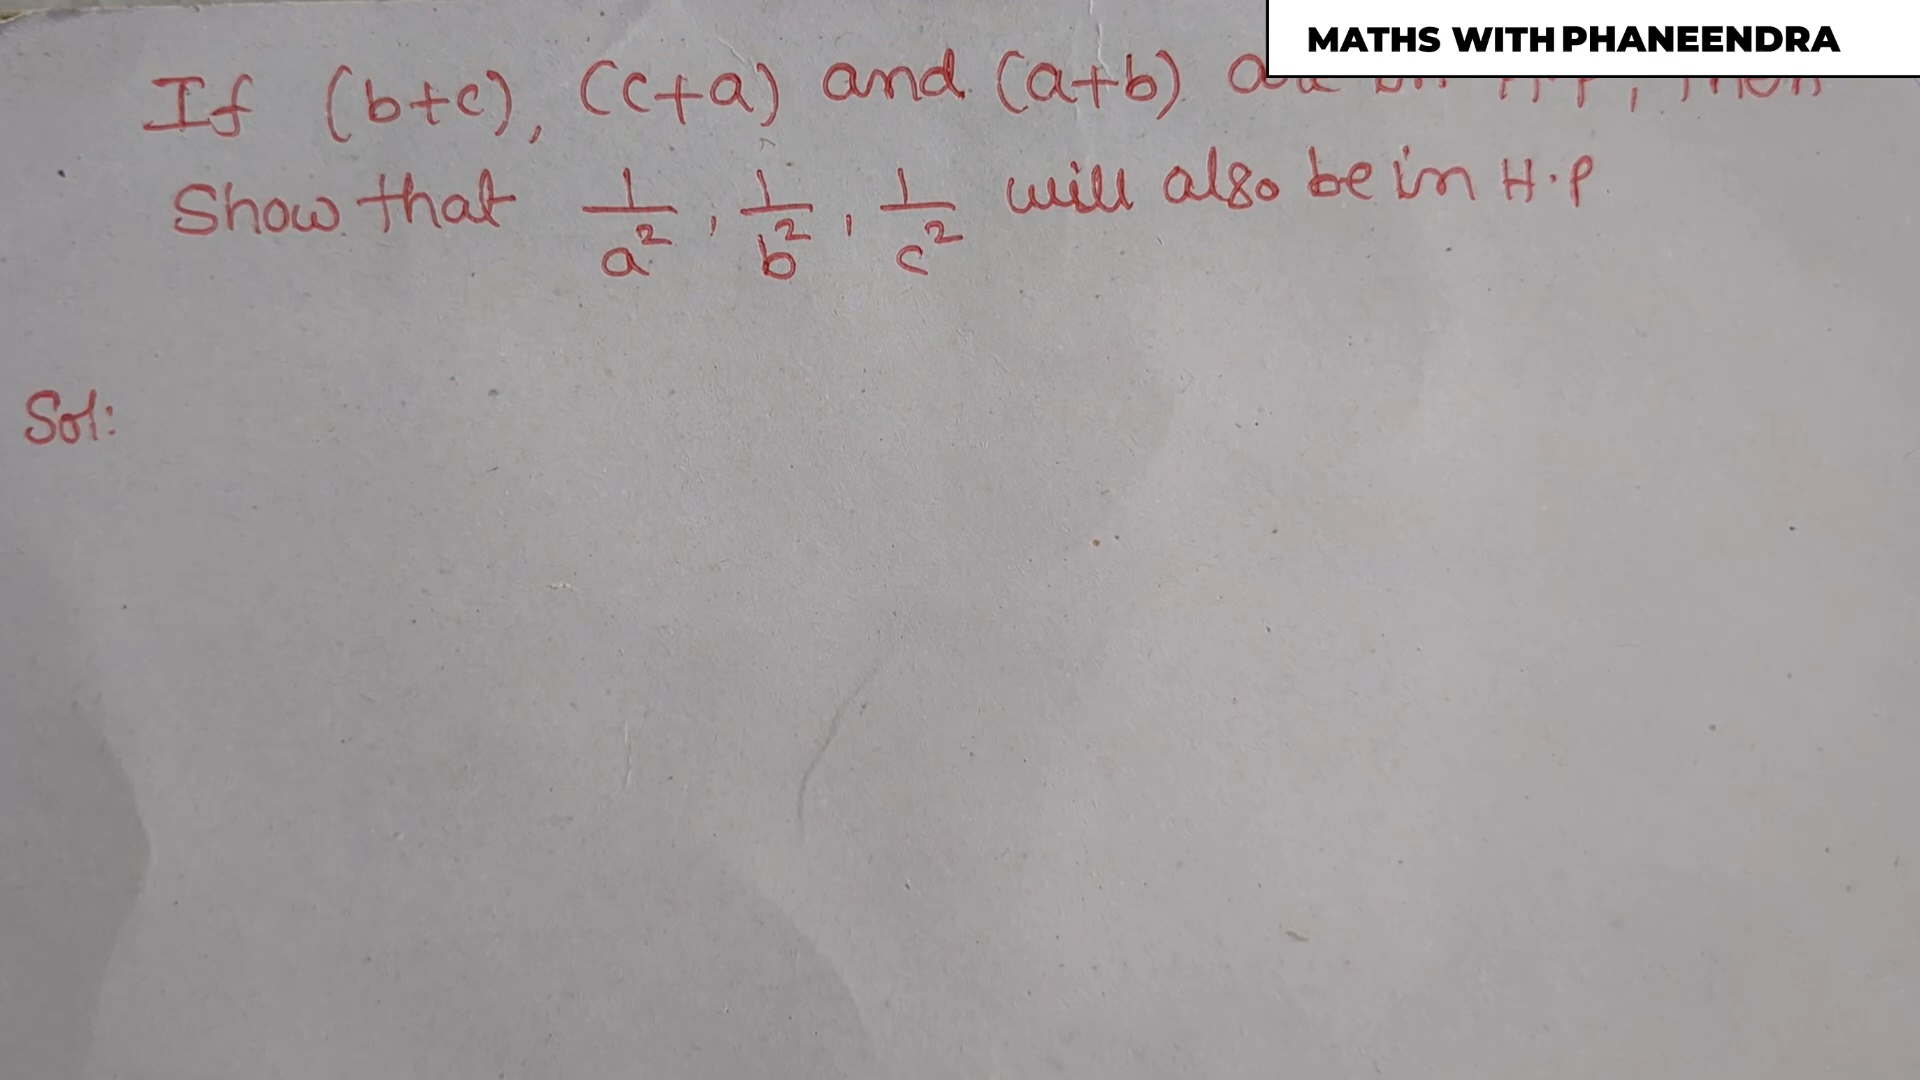 MATHS WITH PHANEENDRA
If (b+c), (c+a) and (a+b)
Show that 1/a², 1/b², 1/c² will also be in H.P.
Sol: